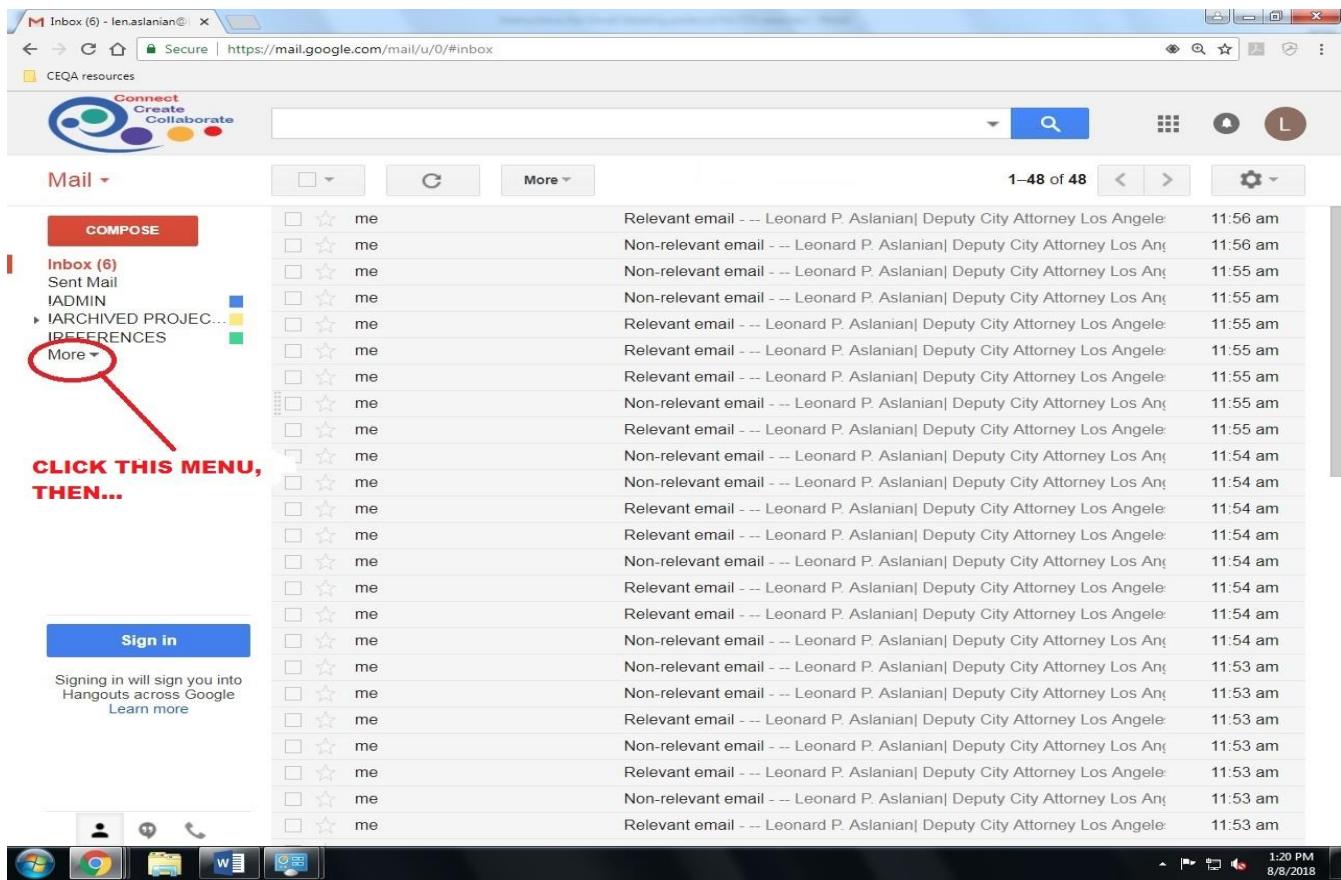 Inbox (6) - len.aslanian@
Secure | https://mail.google.com/mail/u/0/#inbox
CEQA resources
Connect
Create
Collaborate
L
Mail
More
1–48 of 48
COMPOSE
Inbox (6)
Sent Mail
!ADMIN
!ARCHIVED PROJEC...
!REFERENCES
More
CLICK THIS MENU,
THEN...
Sign in
Signing in will sign you into
Hangouts across Google
Learn more
me Relevant email - -- Leonard P. Aslanian| Deputy City Attorney Los Angele 11:56 am
me Non-relevant email - -- Leonard P. Aslanian| Deputy City Attorney Los Ang 11:56 am
me Non-relevant email - -- Leonard P. Aslanian| Deputy City Attorney Los Ang 11:55 am
me Non-relevant email - -- Leonard P. Aslanian| Deputy City Attorney Los Ang 11:55 am
me Relevant email - -- Leonard P. Aslanian| Deputy City Attorney Los Angele 11:55 am
me Relevant email - -- Leonard P. Aslanian| Deputy City Attorney Los Angele 11:55 am
me Relevant email - -- Leonard P. Aslanian| Deputy City Attorney Los Angele 11:55 am
me Non-relevant email - -- Leonard P. Aslanian| Deputy City Attorney Los Ang 11:55 am
me Relevant email - -- Leonard P. Aslanian| Deputy City Attorney Los Angele 11:55 am
me Non-relevant email - -- Leonard P. Aslanian| Deputy City Attorney Los Ang 11:54 am
me Non-relevant email - -- Leonard P. Aslanian| Deputy City Attorney Los Ang 11:54 am
me Relevant email - -- Leonard P. Aslanian| Deputy City Attorney Los Angele 11:54 am
me Relevant email - -- Leonard P. Aslanian| Deputy City Attorney Los Angele 11:54 am
me Non-relevant email - -- Leonard P. Aslanian| Deputy City Attorney Los Ang 11:54 am
me Relevant email - -- Leonard P. Aslanian| Deputy City Attorney Los Angele 11:54 am
me Relevant email - -- Leonard P. Aslanian| Deputy City Attorney Los Angele 11:54 am
me Non-relevant email - -- Leonard P. Aslanian| Deputy City Attorney Los Ang 11:54 am
me Relevant email - -- Leonard P. Aslanian| Deputy City Attorney Los Angele 11:53 am
me Non-relevant email - -- Leonard P. Aslanian| Deputy City Attorney Los Ang 11:53 am
me Relevant email - -- Leonard P. Aslanian| Deputy City Attorney Los Angele 11:53 am
me Non-relevant email - -- Leonard P. Aslanian| Deputy City Attorney Los Ang 11:53 am
me Relevant email - -- Leonard P. Aslanian| Deputy City Attorney Los Angele 11:53 am
me Non-relevant email - -- Leonard P. Aslanian| Deputy City Attorney Los Ang 11:53 am
me Relevant email - -- Leonard P. Aslanian| Deputy City Attorney Los Angele 11:53 am
1:20 PM
8/8/2018